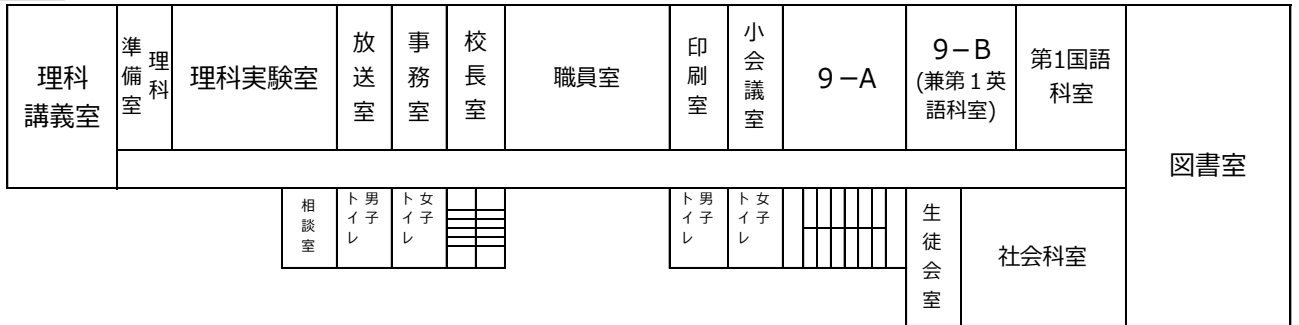 理科
講義室
理科
準備室
理科実験室
放送室
事務室
校長室
職員室
印刷室
小会議室
9－A
9－B
(兼第１英
語科室)
第1国語
科室
図書室
相談室
男子
トイレ
女子
トイレ
男子
トイレ
女子
トイレ
生徒会室
社会科室